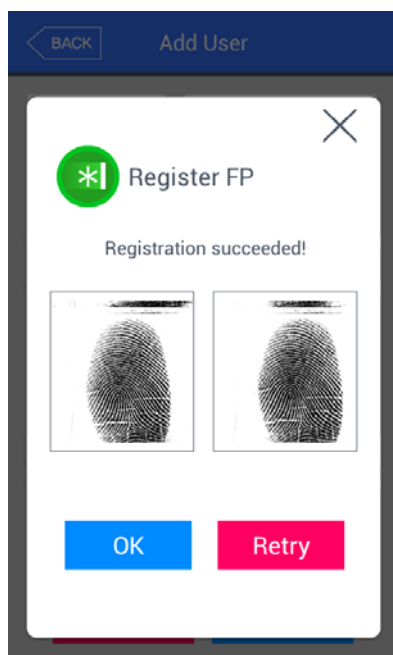 BACK
Add User
Register FP
Registration succeeded!
OK
Retry